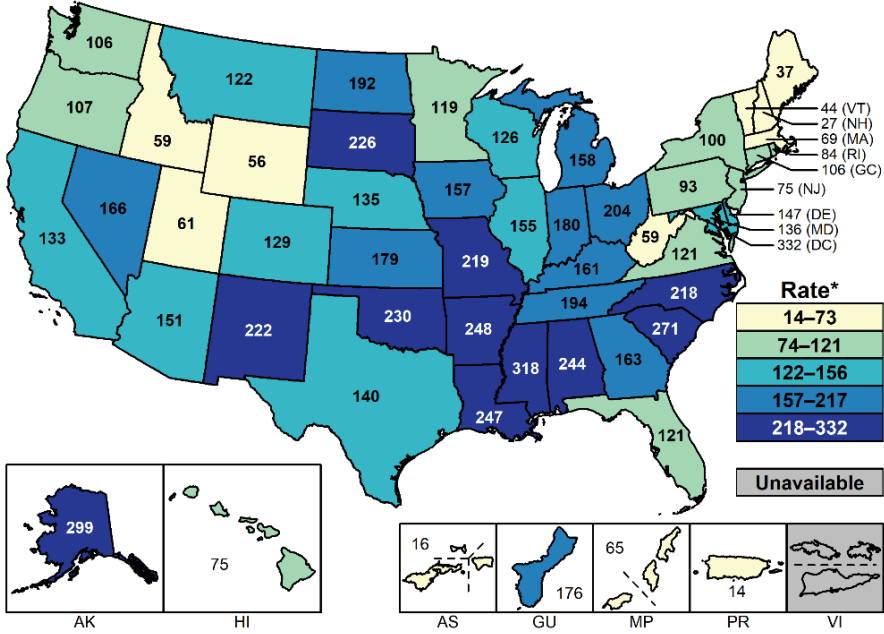 106
122
192
119
37
107
59
56
226
126
158
100
44 (VT)
27 (NH)
69 (MA)
84 (RI)
106 (GC)
75 (NJ)
147 (DE)
136 (MD)
332 (DC)
133
166
61
129
135
157
155
180
204
93
59
121
179
219
161
151
222
230
248
194
218
271
140
247
318
244
163
121
Rate*
14–73
74–121
122–156
157–217
218–332
Unavailable
299
75
16
176
65
14
AK
HI
AS
GU
MP
PR
VI